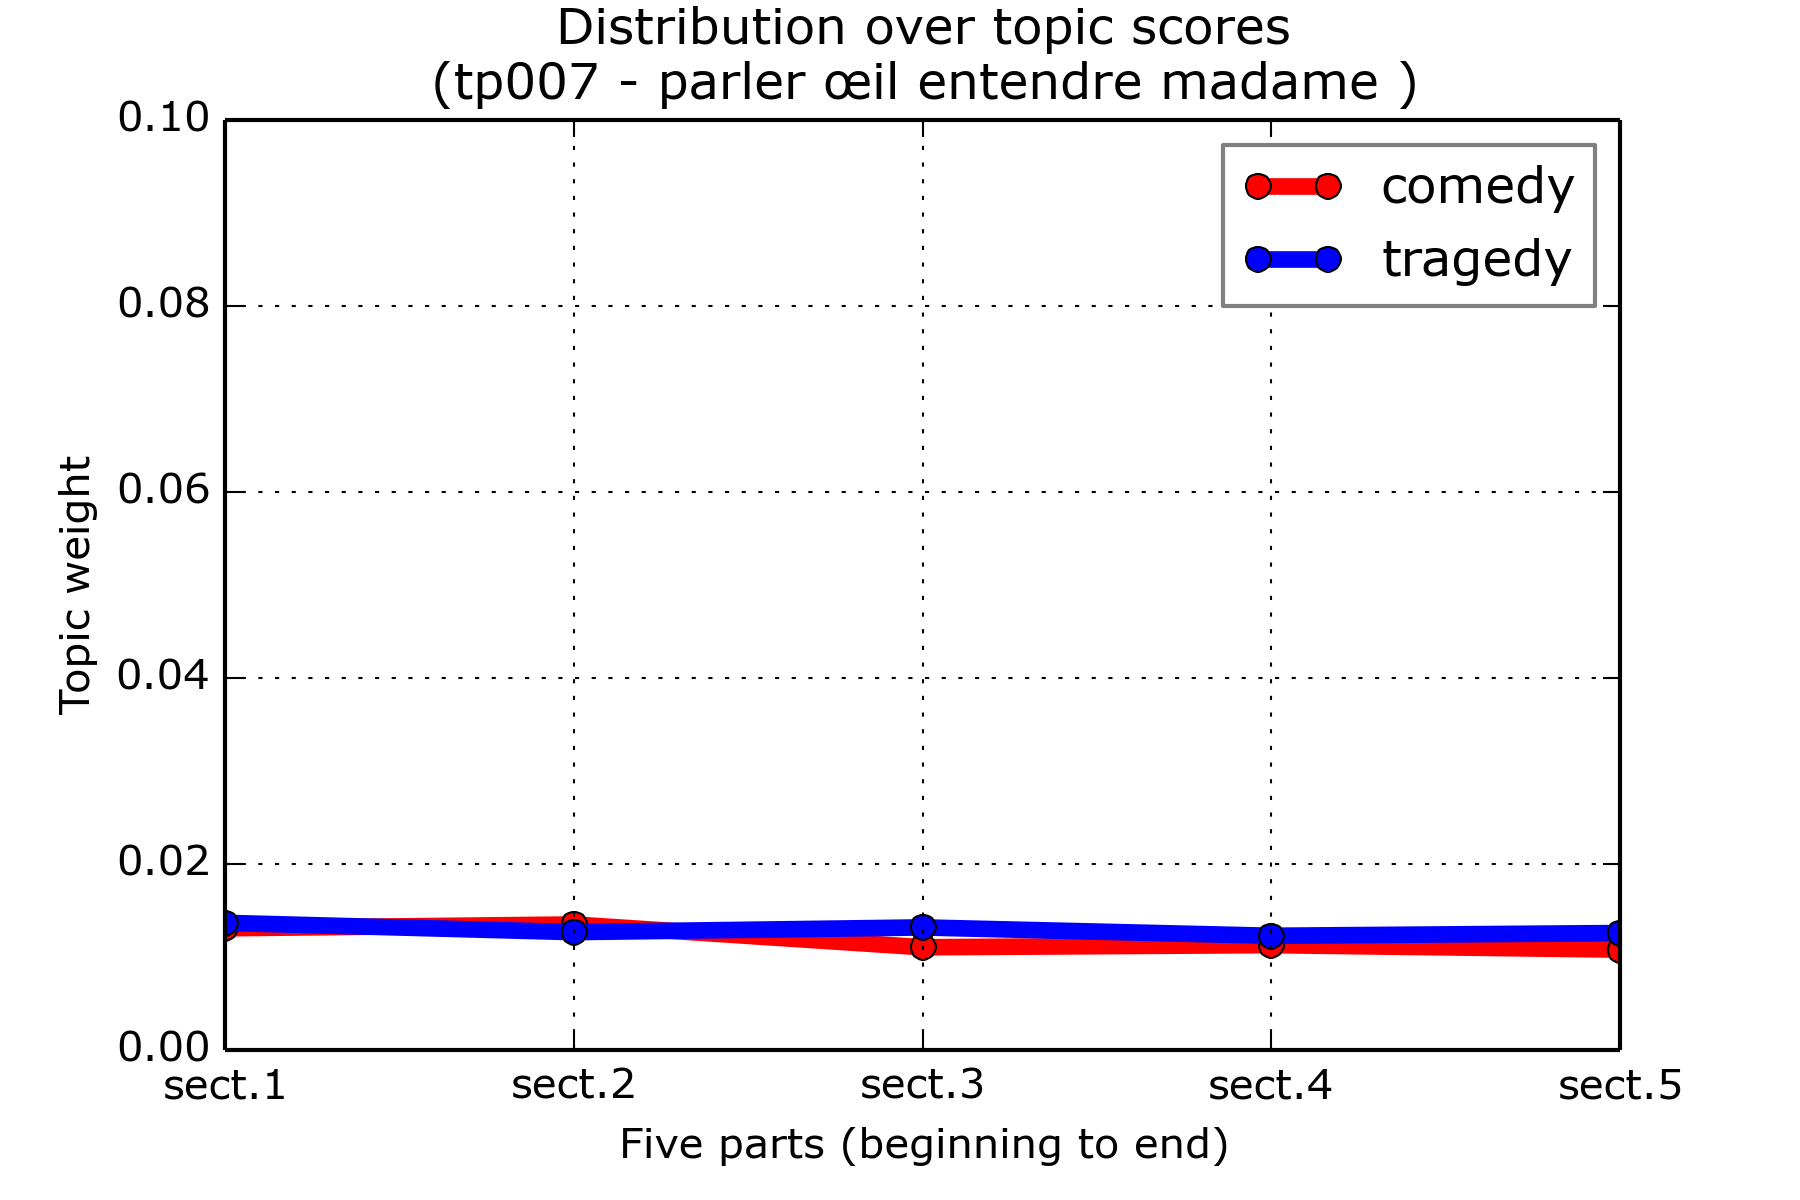 Distribution over topic scores
(tp007 - parler œil entendre madame )
0.10
0.08
0.06
0.04
0.02
0.00
Topic weight
comedy
tragedy
sect.1 sect.2 sect.3 sect.4 sect.5
Five parts (beginning to end)